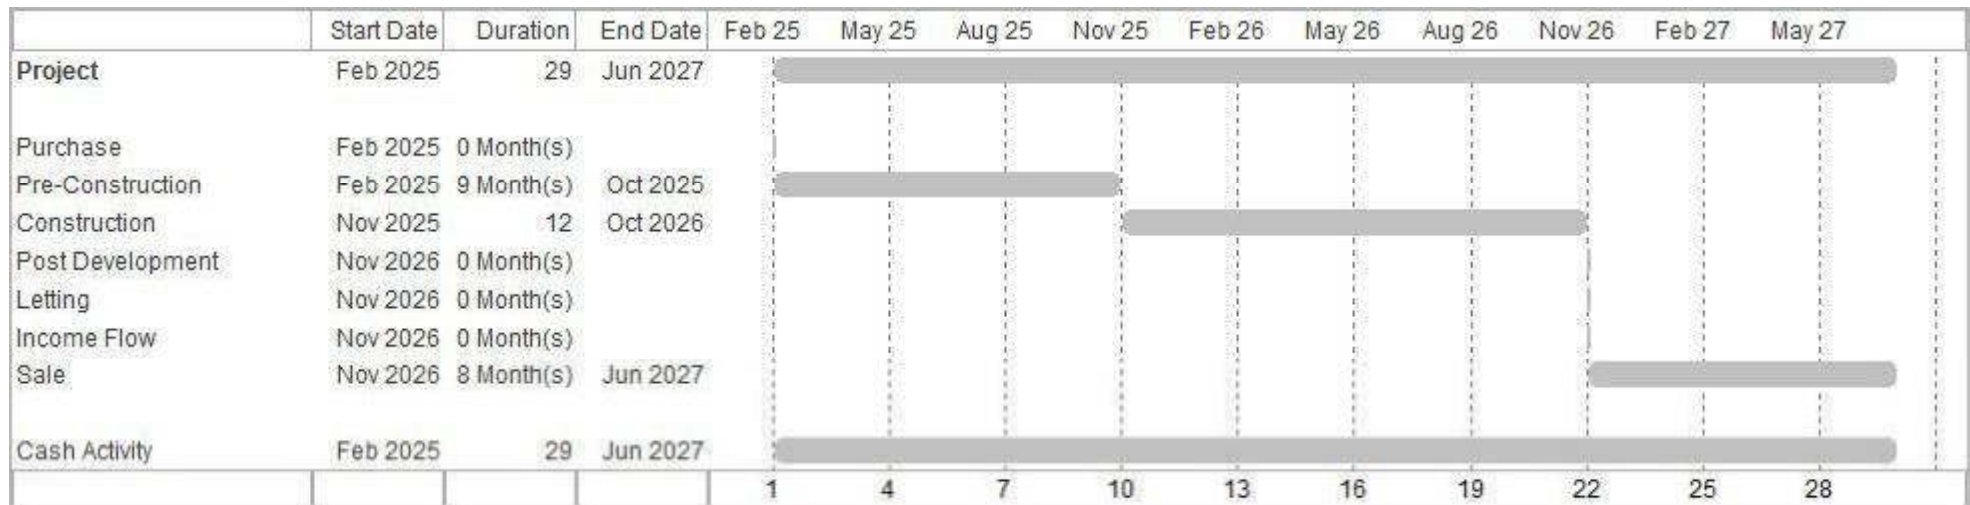 Start Date Duration End Date Feb 25 May 25 Aug 25 Nov 25 Feb 26 May 26 Aug 26 Nov 26 Feb 27 May 27
Project Feb 2025 29 Jun 2027
Purchase Feb 2025 0 Month(s)
Pre-Construction Feb 2025 9 Month(s) Oct 2025
Construction Nov 2025 12 Oct 2026
Post Development Nov 2026 0 Month(s)
Letting Nov 2026 0 Month(s)
Income Flow Nov 2026 0 Month(s)
Sale Nov 2026 8 Month(s) Jun 2027
Cash Activity Feb 2025 29 Jun 2027
1 4 7 10 13 16 19 22 25 28